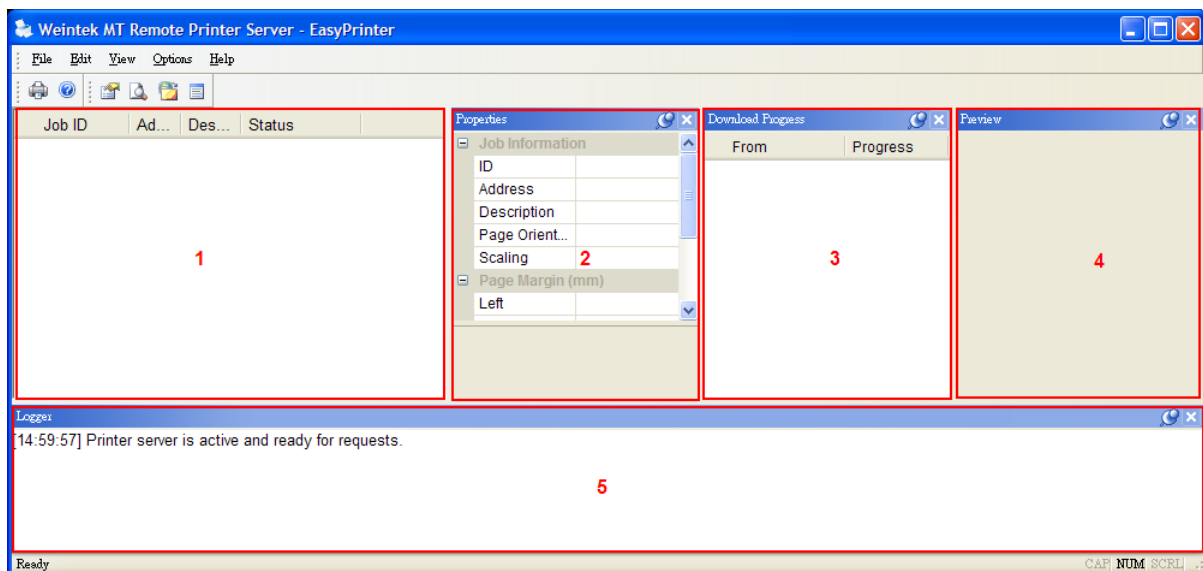 Weintek MT Remote Printer Server - EasyPrinter
File Edit View Options Help
Job ID Ad... Des... Status
1
Properties
Job Information
ID
Address
Description
Page Orient...
Scaling
2
Page Margin (mm)
Left
Download Progress
From Progress
3
Preview
4
Logger
[14:59:57] Printer server is active and ready for requests.
5
Ready CAP NUM SCRL